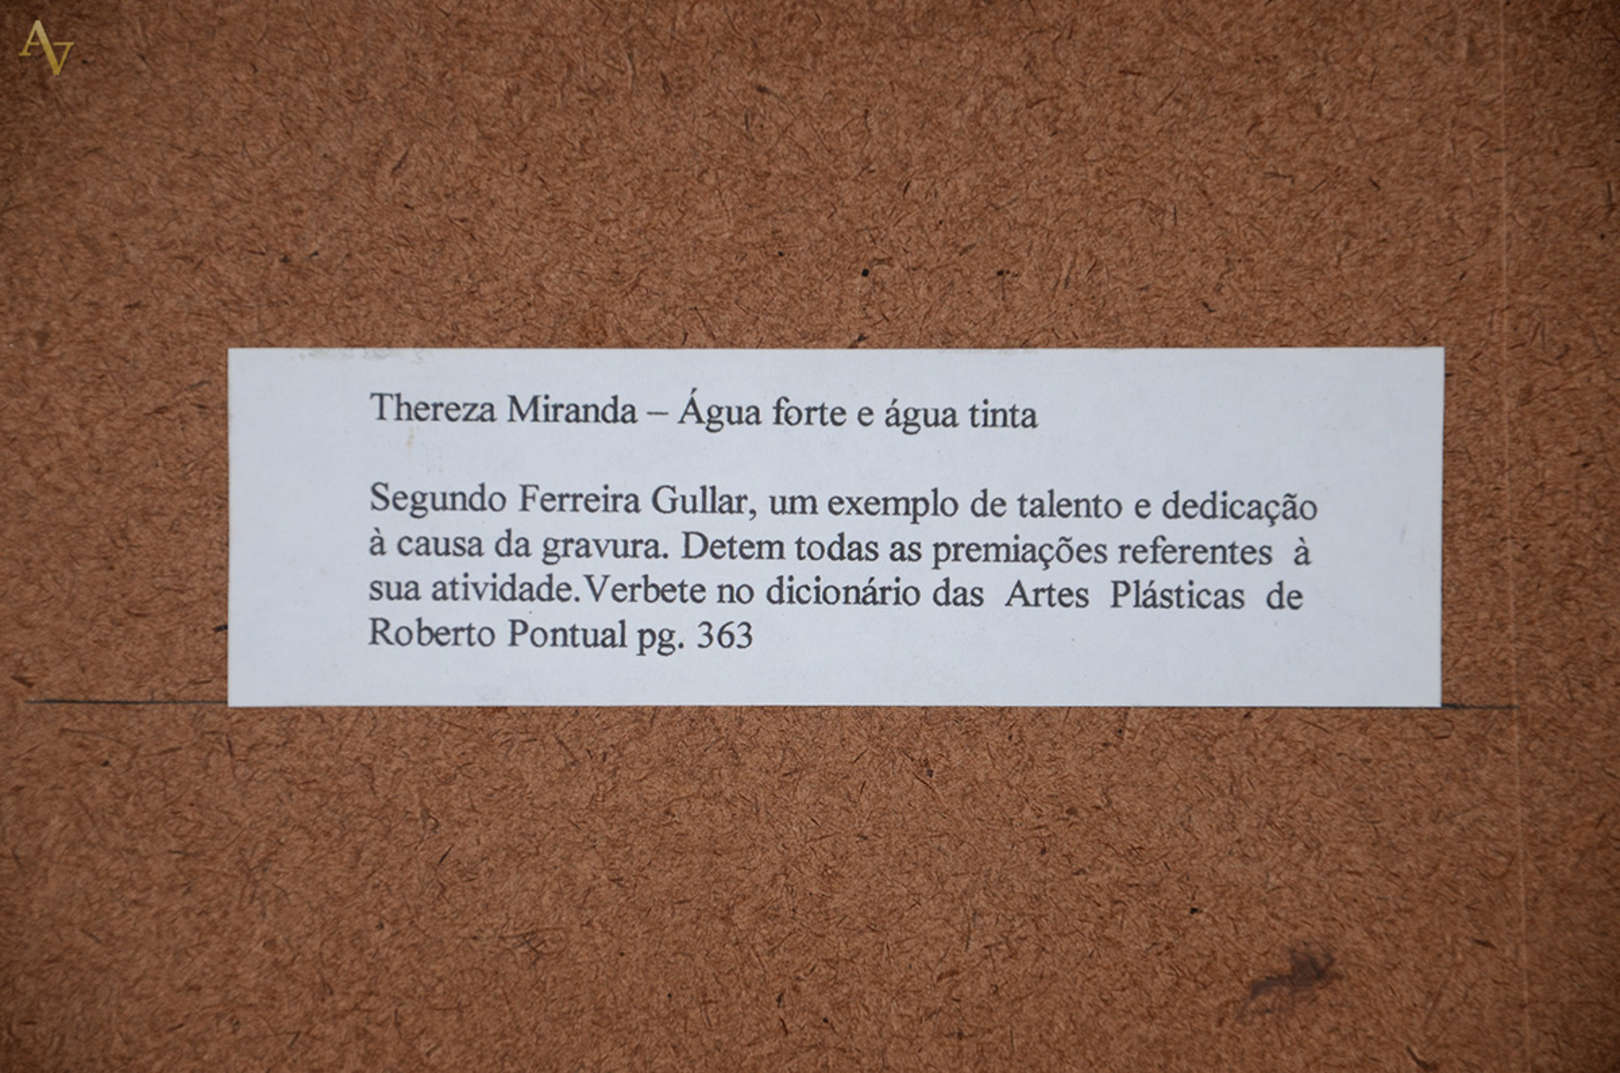 AV
Thereza Miranda – Água forte e água tinta
Segundo Ferreira Gullar, um exemplo de talento e dedicação
à causa da gravura. Detem todas as premiações referentes à
sua atividade.Verbete no dicionário das Artes Plásticas de
Roberto Pontual pg. 363